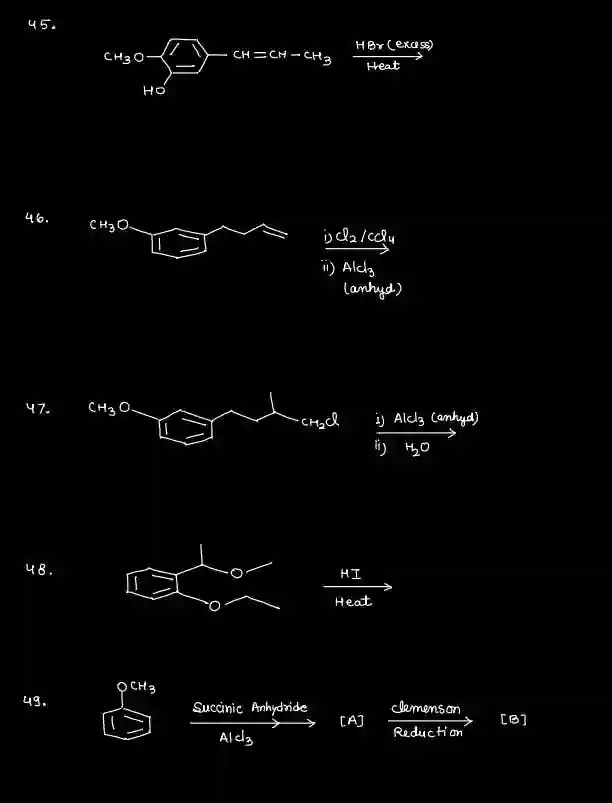 45.
CH3O CH=CH-CH3 HBr (excess)
Heat
HO
46.
CH3O
i) Cl2/CCl4
ii) AlCl3
(anhyd)
47. CH3O CH2Cl i) AlCl3 (anhyd)
ii) H2O
48.
O HI
O Heat
OCH3
49. Succinic Anhydride [A] Clemenson [B]
AlCl3 Reduction